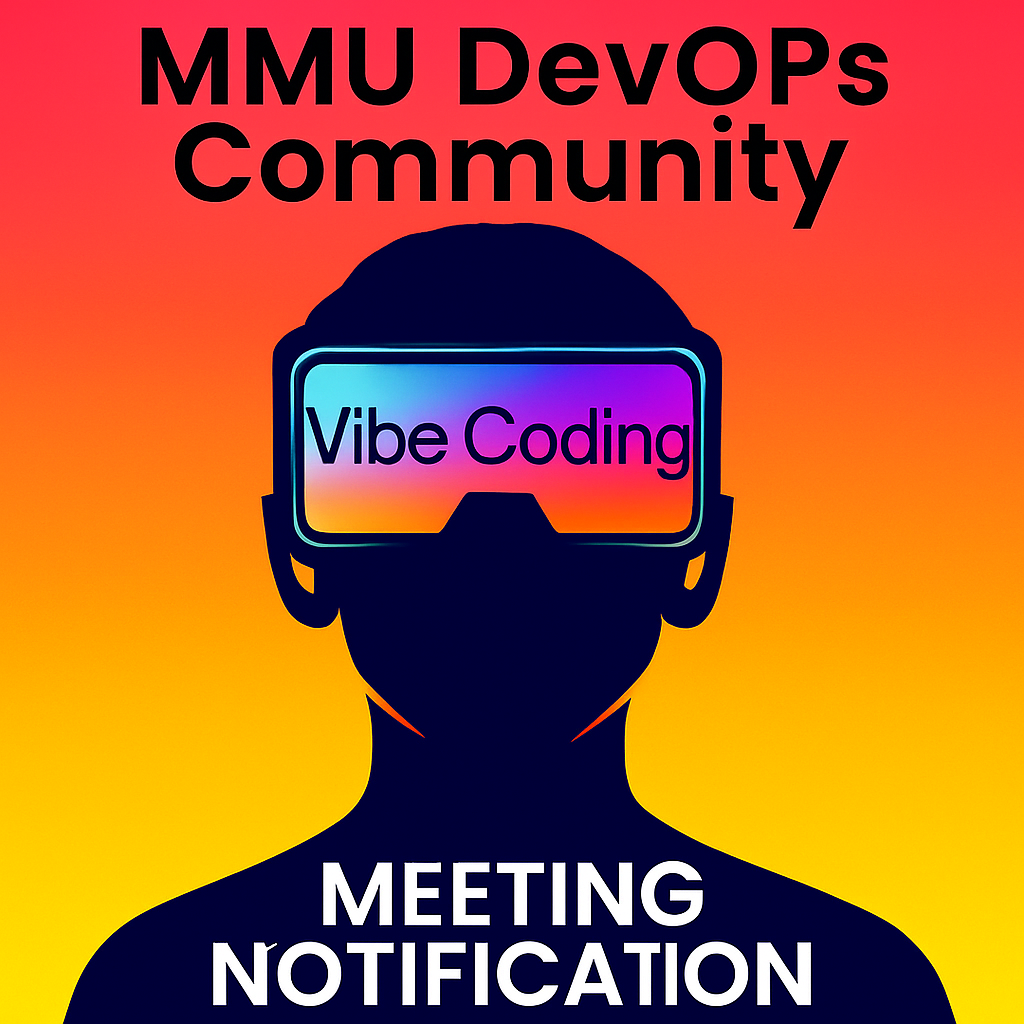 MMU DevOPs
Community
Vibe Coding
MEETING
NOTIFICATION